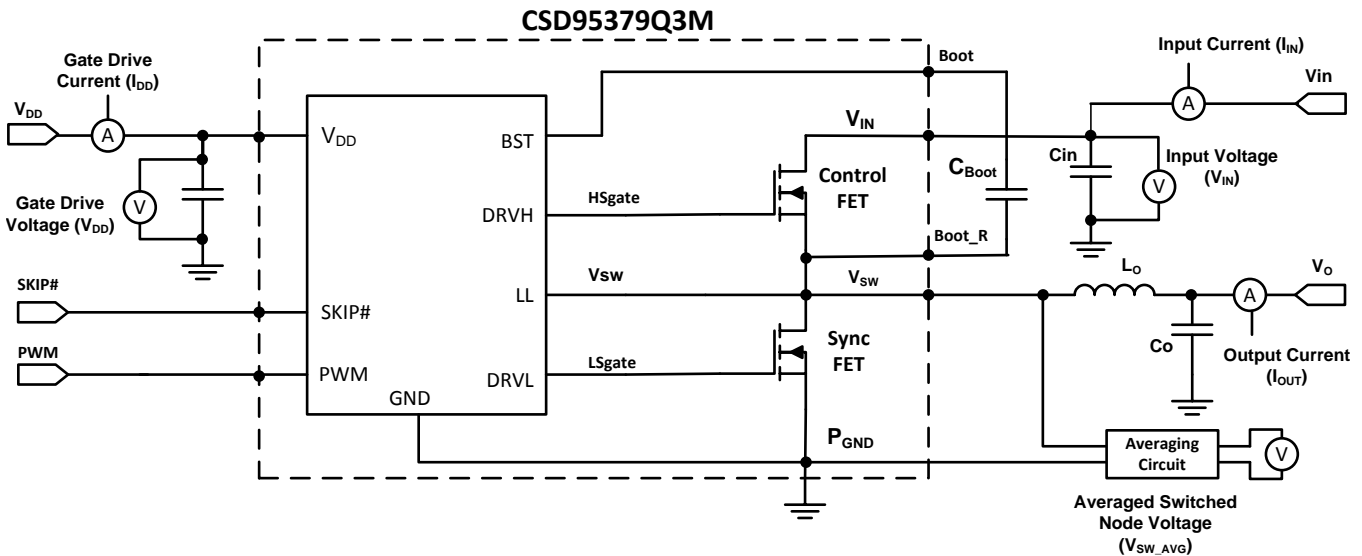 CSD95379Q3M
Gate Drive
Current (IDD)
VDD
A
V
Gate Drive
Voltage (VDD)
SKIP#
PWM
VDD
SKIP#
PWM
GND
BST
DRVH
LL
DRVL
HSgate
Vsw
LSgate
Control
FET
Sync
FET
Boot
VIN
CBoot
Boot_R
VSW
PGND
Input Current (IIN)
Vin
A
Cin
V
Input Voltage
(VIN)
LO
VO
A
Co
Output Current
(IOUT)
Averaging
Circuit
V
Averaged Switched
Node Voltage
(VSW_AVG)